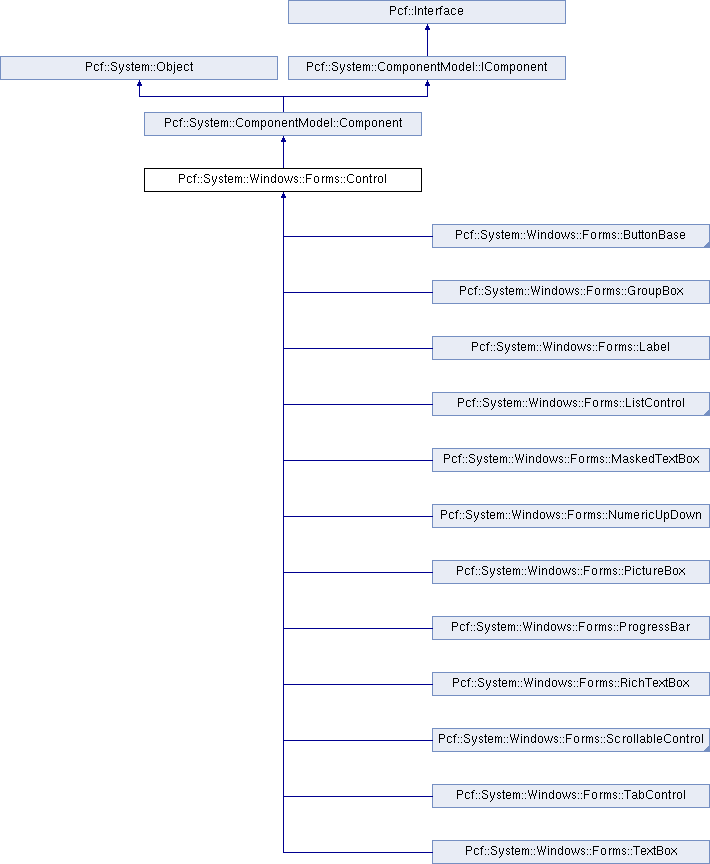 Pcf::Interface
Pcf::System::Object
Pcf::System::ComponentModel::IComponent
Pcf::System::ComponentModel::Component
Pcf::System::Windows::Forms::Control
Pcf::System::Windows::Forms::ButtonBase
Pcf::System::Windows::Forms::GroupBox
Pcf::System::Windows::Forms::Label
Pcf::System::Windows::Forms::ListControl
Pcf::System::Windows::Forms::MaskedTextBox
Pcf::System::Windows::Forms::NumericUpDown
Pcf::System::Windows::Forms::PictureBox
Pcf::System::Windows::Forms::ProgressBar
Pcf::System::Windows::Forms::RichTextBox
Pcf::System::Windows::Forms::ScrollableControl
Pcf::System::Windows::Forms::TabControl
Pcf::System::Windows::Forms::TextBox